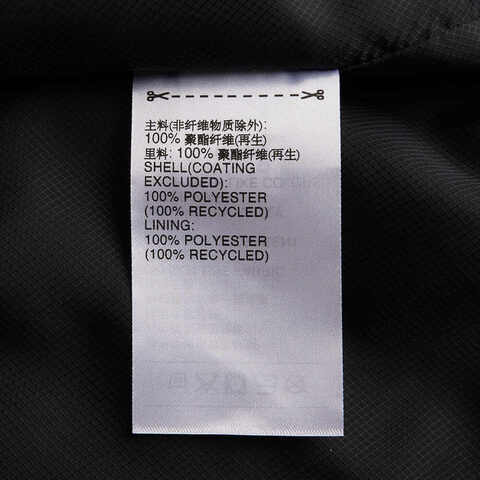 主料(非纤维物质除外):
100% 聚酯纤维(再生)
里料: 100% 聚酯纤维(再生)
SHELL(COATING
EXCLUDED):
100% POLYESTER
(100% RECYCLED)
LINING:
100% POLYESTER
(100% RECYCLED)